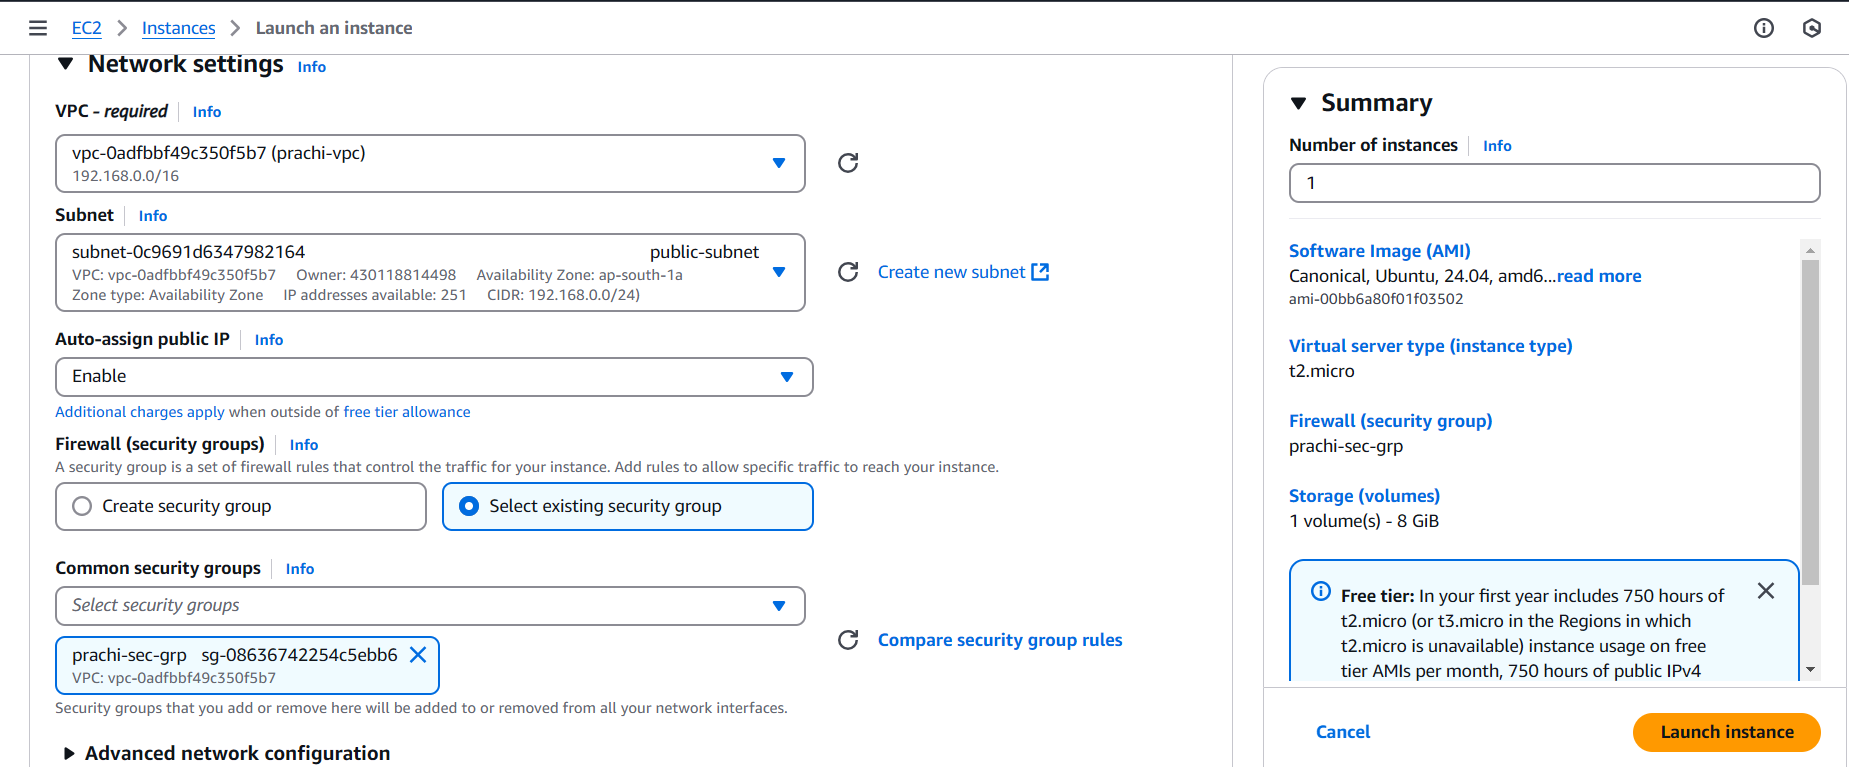 EC2 > Instances > Launch an instance
Network settings Info
VPC - required Info
vpc-0adfbbf49c350f5b7 (prachi-vpc)
192.168.0.0/16
Subnet Info
subnet-0c9691d6347982164 public-subnet
VPC: vpc-0adfbbf49c350f5b7 Owner: 430118814498 Availability Zone: ap-south-1a
Zone type: Availability Zone IP addresses available: 251 CIDR: 192.168.0.0/24)
Create new subnet
Auto-assign public IP Info
Enable
Additional charges apply when outside of free tier allowance
Firewall (security groups) Info
A security group is a set of firewall rules that control the traffic for your instance. Add rules to allow specific traffic to reach your instance.
Create security group
Select existing security group
Common security groups Info
Select security groups
prachi-sec-grp sg-08636742254c5ebb6
VPC: vpc-0adfbbf49c350f5b7
Compare security group rules
Security groups that you add or remove here will be added to or removed from all your network interfaces.
Advanced network configuration
Summary
Number of instances Info
1
Software Image (AMI)
Canonical, Ubuntu, 24.04, amd6...read more
ami-00bb6a80f01f03502
Virtual server type (instance type)
t2.micro
Firewall (security group)
prachi-sec-grp
Storage (volumes)
1 volume(s) - 8 GiB
Free tier: In your first year includes 750 hours of
t2.micro (or t3.micro in the Regions in which
t2.micro is unavailable) instance usage on free
tier AMIs per month, 750 hours of public IPv4
Cancel
Launch instance